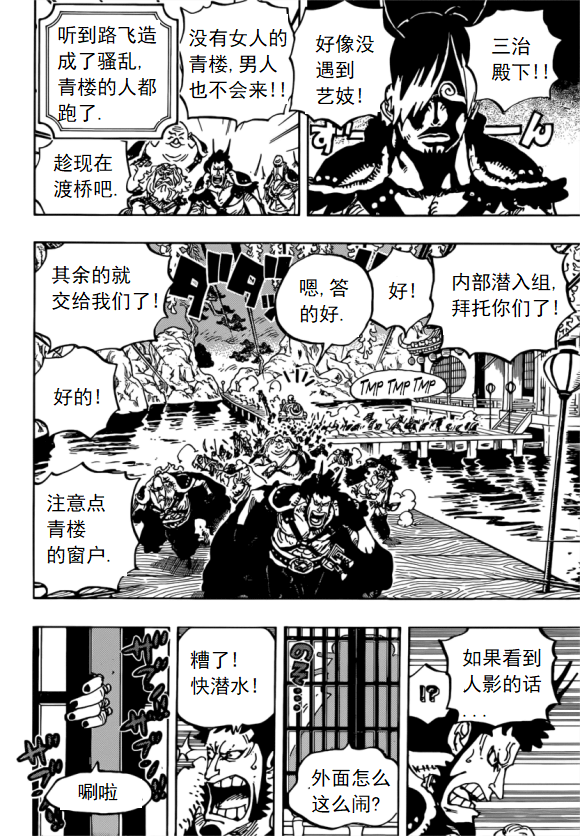 三治
殿下！！
好像没
遇到
艺妓！
没有女人的
青楼，男人
也不会来！！
听到路飞造
成了骚乱，
青楼的人都
跑了.
趁现在
渡桥吧.
内部潜入组，
拜托你们了！
好！
嗯，答
的好.
其余的就
交给我们了！
TMP TMP TMP
好的！
注意点
青楼
的窗户.
如果看到
人影的话
....
!?
外面怎么
这么闹？
糟了！
快潜水！
唰啦